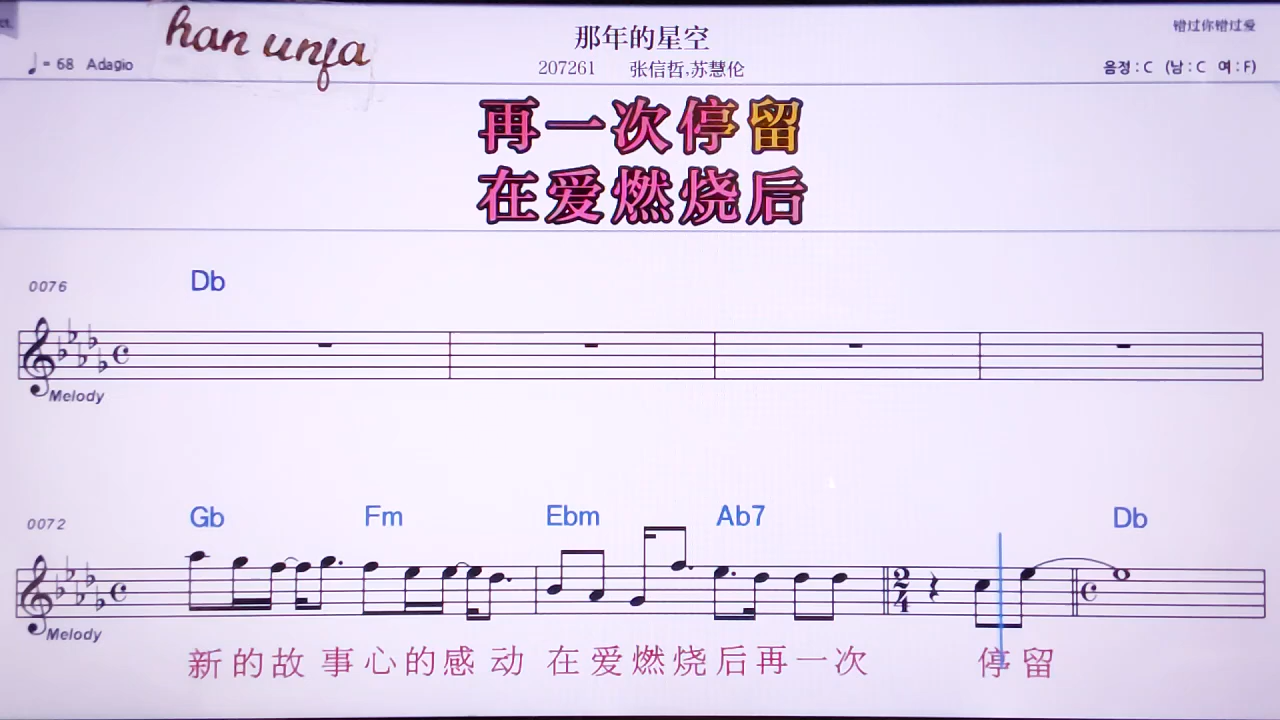 han unfa
那年的星空
错过你错过爱
♩= 68 Adagio
207261 张信哲,苏慧伦
음정 : C (남 : C 여 : F)
再一次停留
在爱燃烧后
0076
Db
Melody
0072
Gb Fm Ebm Ab7 Db
2
4
Melody
新的故事心的感动 在爱燃烧后再一次 停留